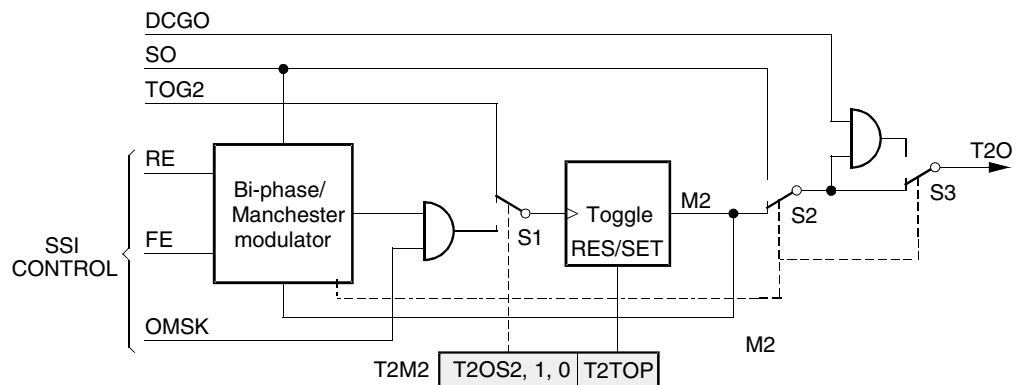 DCGO
SO
TOG2
RE
Bi-phase/
Manchester
modulator
FE
SSI
CONTROL
OMSK
S1
Toggle
RES/SET
M2
S2
S3
T2O
M2
T2M2
T2OS2, 1, 0
T2TOP